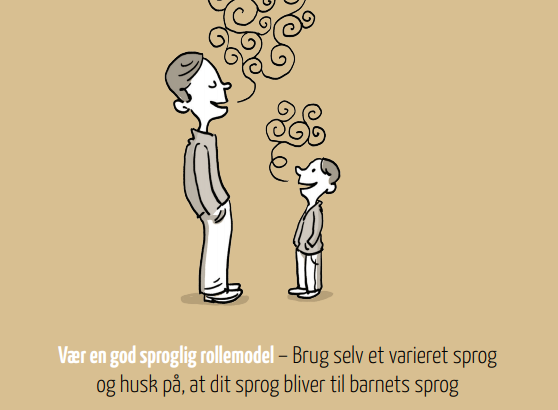 Vær en god sproglig rollemodel – Brug selv et varieret sprog
og husk på, at dit sprog bliver til barnets sprog